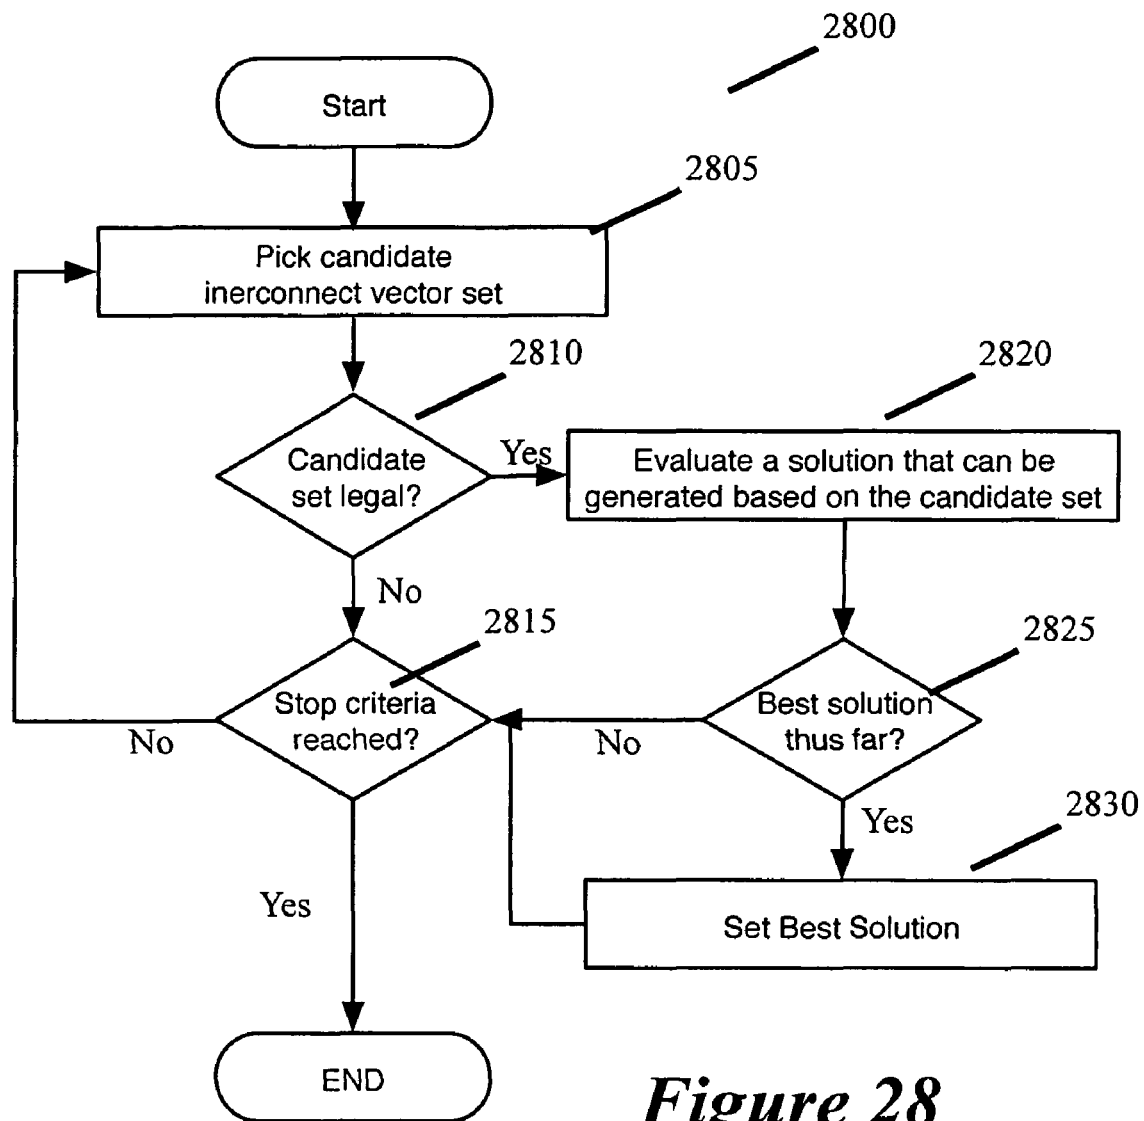 2800
Start
2805
Pick candidate
inerconnect vector set
2810
2820
Candidate
set legal?
Yes
Evaluate a solution that can be
generated based on the candidate set
No
2815
2825
Stop criteria
reached?
No
Best solution
thus far?
No
Yes
2830
Yes
Set Best Solution
END
Figure 28